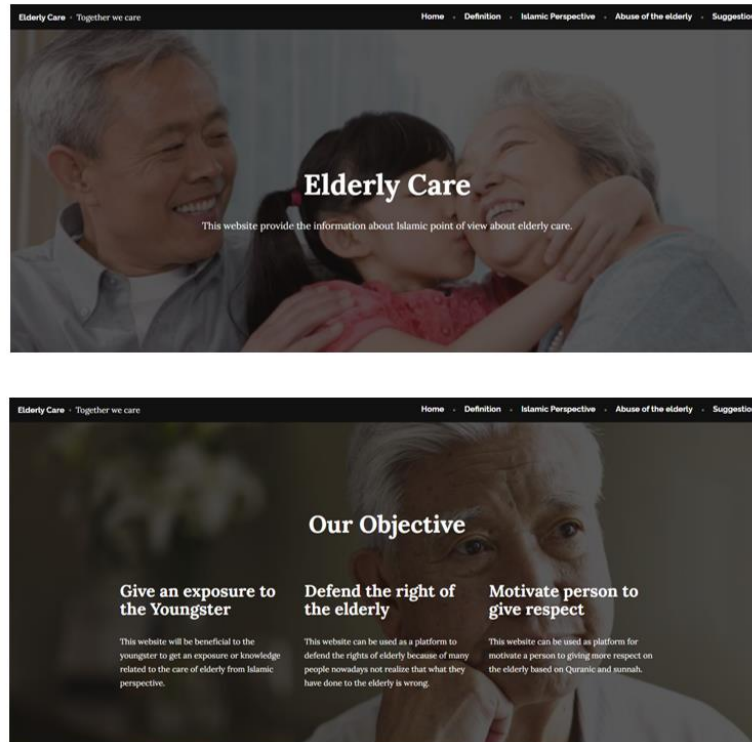 Elderly Care • Together we care
Home • Definition • Islamic Perspective • Abuse of the elderly • Suggestion
Elderly Care
This website provide the information about Islamic point of view about elderly care.
Elderly Care • Together we care
Home • Definition • Islamic Perspective • Abuse of the elderly • Suggestion
Our Objective
Give an exposure to
the Youngster
This website will be beneficial to the
youngster to get an exposure or knowledge
related to the care of elderly from Islamic
perspective.
Defend the right of
the elderly
This website can be used as a platform to
defend the rights of elderly because of many
people nowadays not realize that what they
have done to the elderly is wrong.
Motivate person to
give respect
This website can be used as platform for
motivate a person to giving more respect on
the elderly based on Quranic and sunnah.